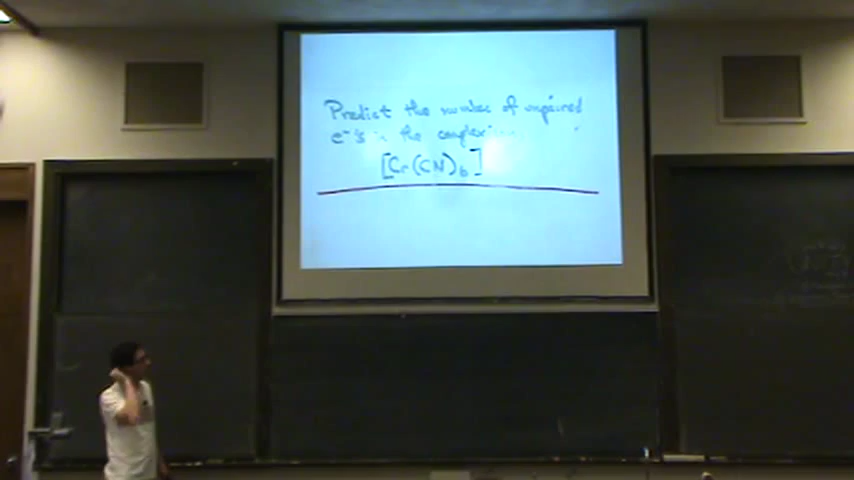 Predict the number of unpaired
e⁻'s in the complex
[Cr(CN)₆]